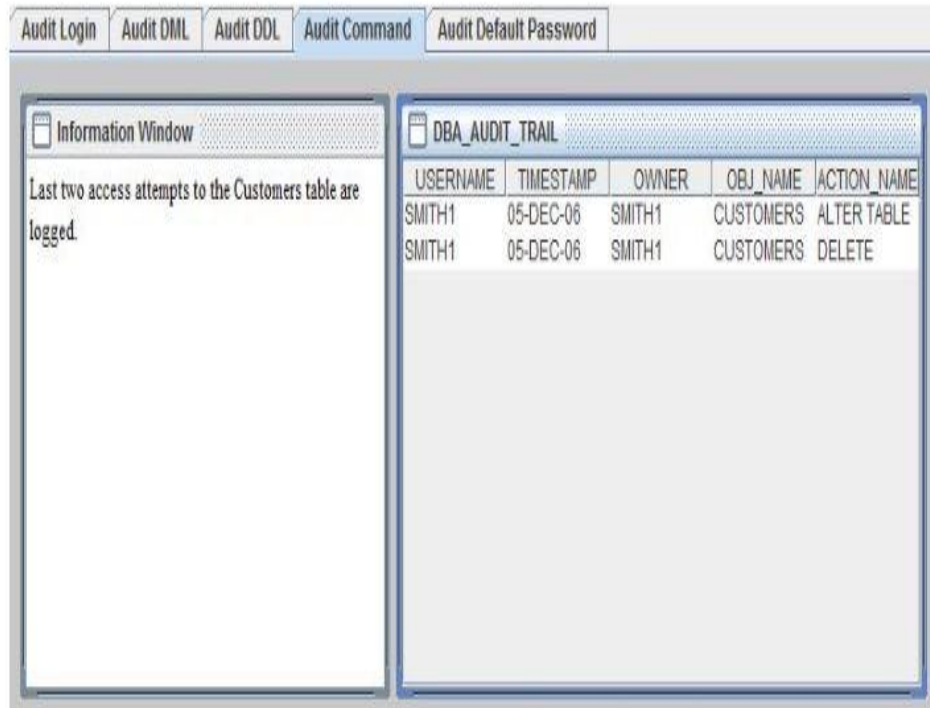 Audit Login Audit DML Audit DDL Audit Command Audit Default Password
Information Window
Last two access attempts to the Customers table are
logged.
DBA_AUDIT_TRAIL
USERNAME TIMESTAMP OWNER OBJ_NAME ACTION_NAME
SMITH1 05-DEC-06 SMITH1 CUSTOMERS ALTER TABLE
SMITH1 05-DEC-06 SMITH1 CUSTOMERS DELETE